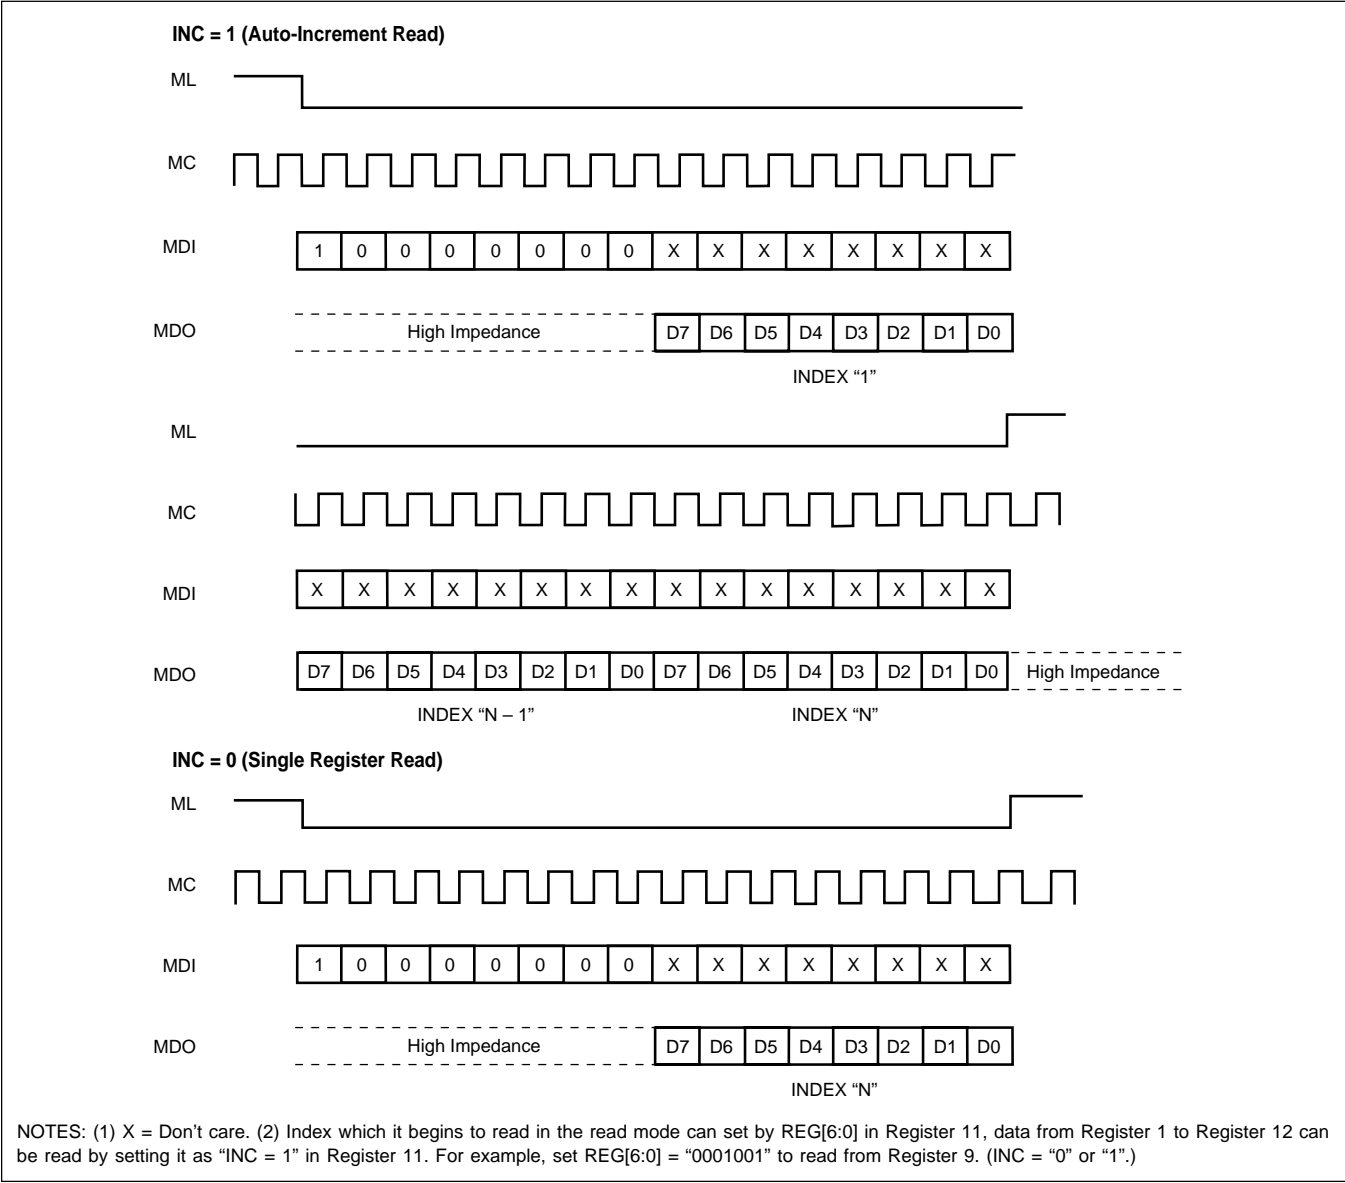 INC = 1 (Auto-Increment Read)
ML
MC
MDI 1 0 0 0 0 0 0 0 X X X X X X X X
MDO High Impedance D7 D6 D5 D4 D3 D2 D1 D0
INDEX “1”
ML
MC
MDI X X X X X X X X X X X X X X X X
MDO D7 D6 D5 D4 D3 D2 D1 D0 D7 D6 D5 D4 D3 D2 D1 D0 High Impedance
INDEX “N – 1” INDEX “N”
INC = 0 (Single Register Read)
ML
MC
MDI 1 0 0 0 0 0 0 0 X X X X X X X X
MDO High Impedance D7 D6 D5 D4 D3 D2 D1 D0
INDEX “N”
NOTES: (1) X = Don’t care. (2) Index which it begins to read in the read mode can set by REG[6:0] in Register 11, data from Register 1 to Register 12 can
be read by setting it as “INC = 1” in Register 11. For example, set REG[6:0] = “0001001” to read from Register 9. (INC = “0” or “1”.)